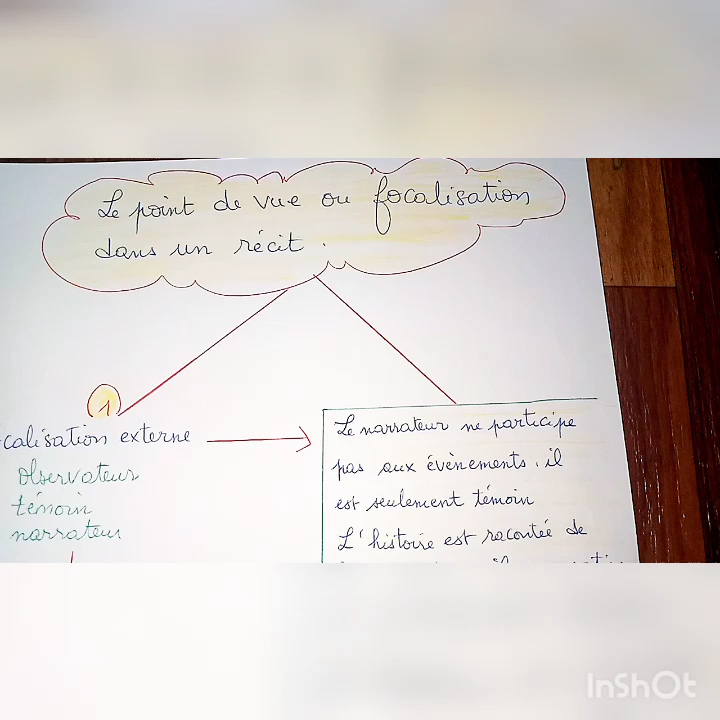 Le point de vue ou focalisation
dans un récit.
1
calisation externe
Observateur
témoin
narrateur
Le narrateur ne participe
pas aux évènements. il
est seulement témoin
L'histoire est racontée de
InShOt